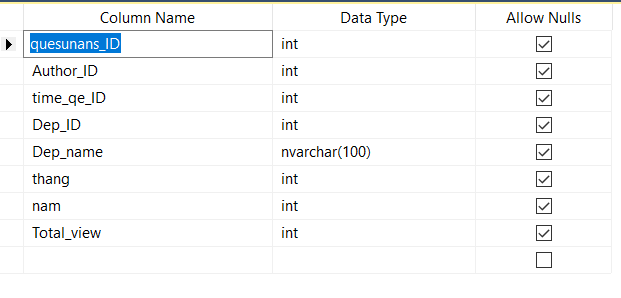 Column Name Data Type Allow Nulls
quesunans_ID int
Author_ID int
time_qe_ID int
Dep_ID int
Dep_name nvarchar(100)
thang int
nam int
Total_view int